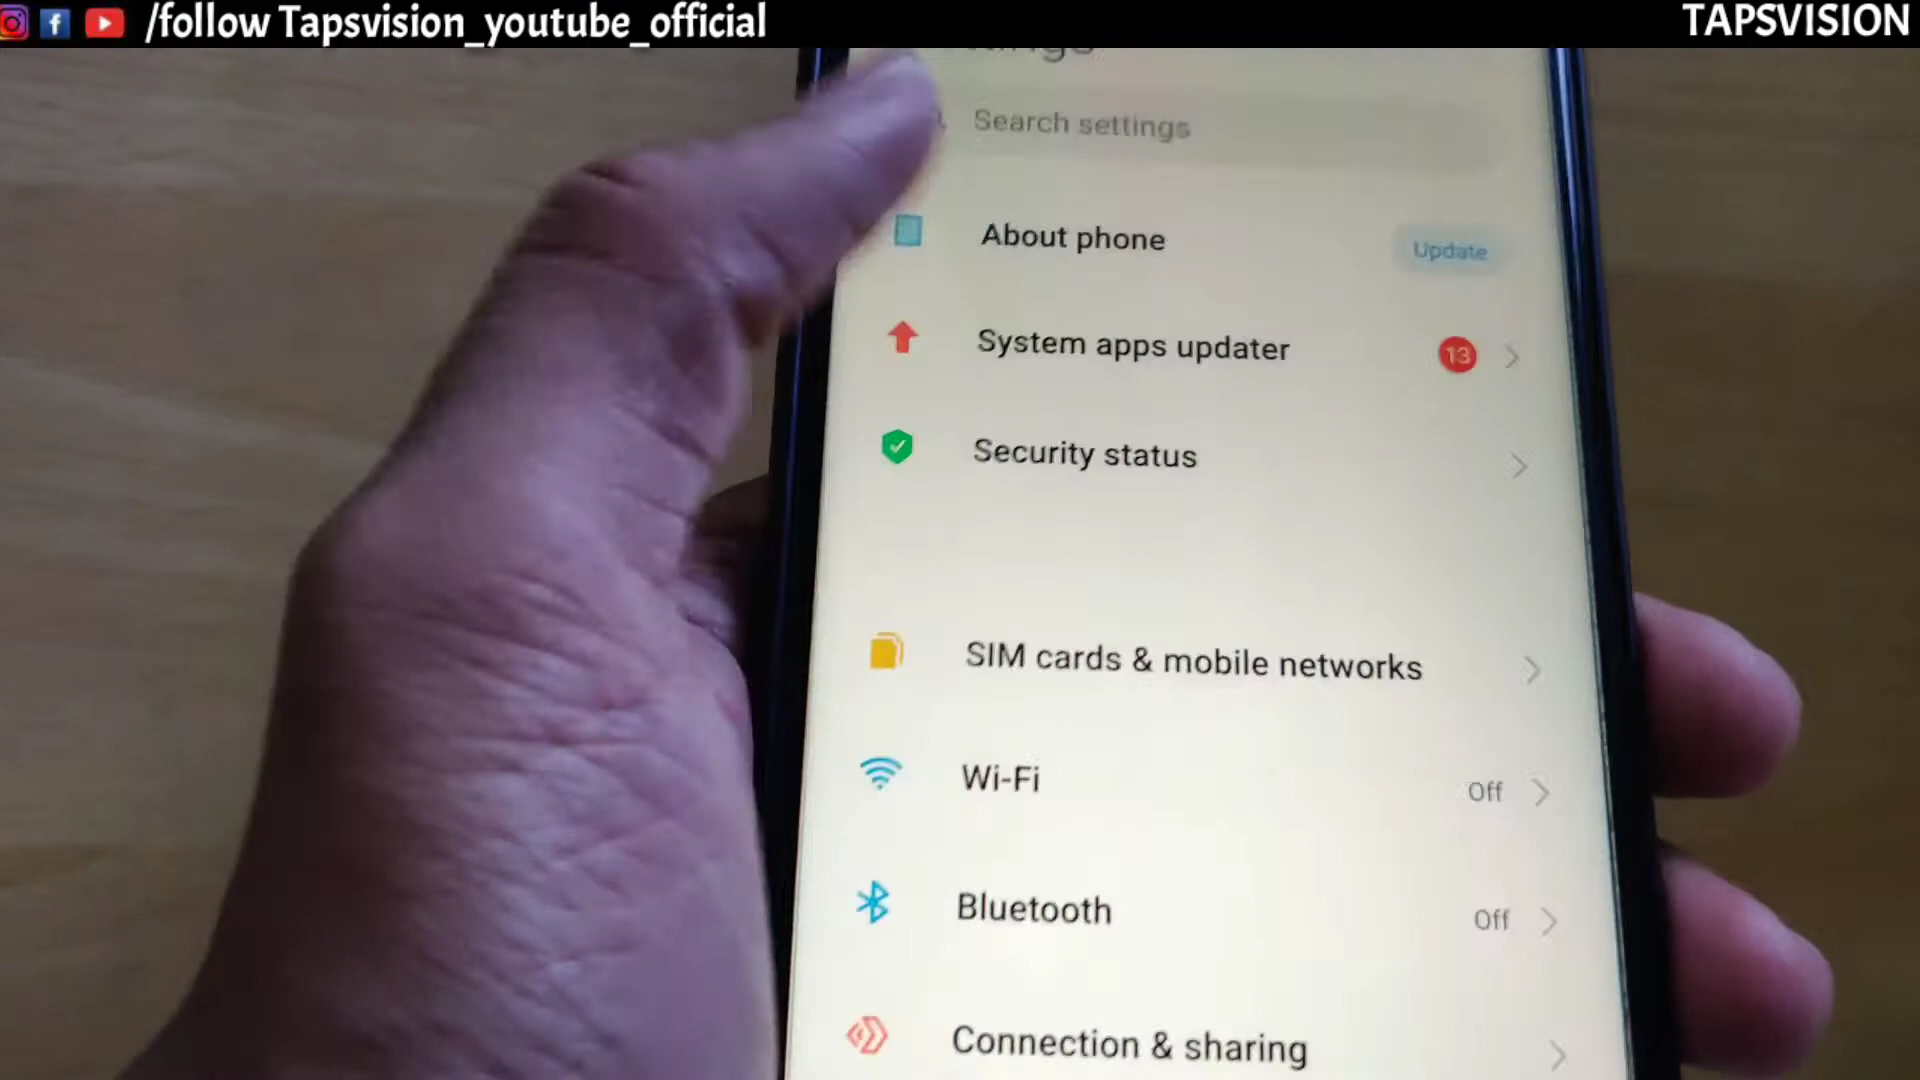 /follow Tapsvision_youtube_official
TAPSVISION
Search settings
About phone
Update
System apps updater
13
Security status
SIM cards & mobile networks
Wi-Fi
Off
Bluetooth
Off
Connection & sharing